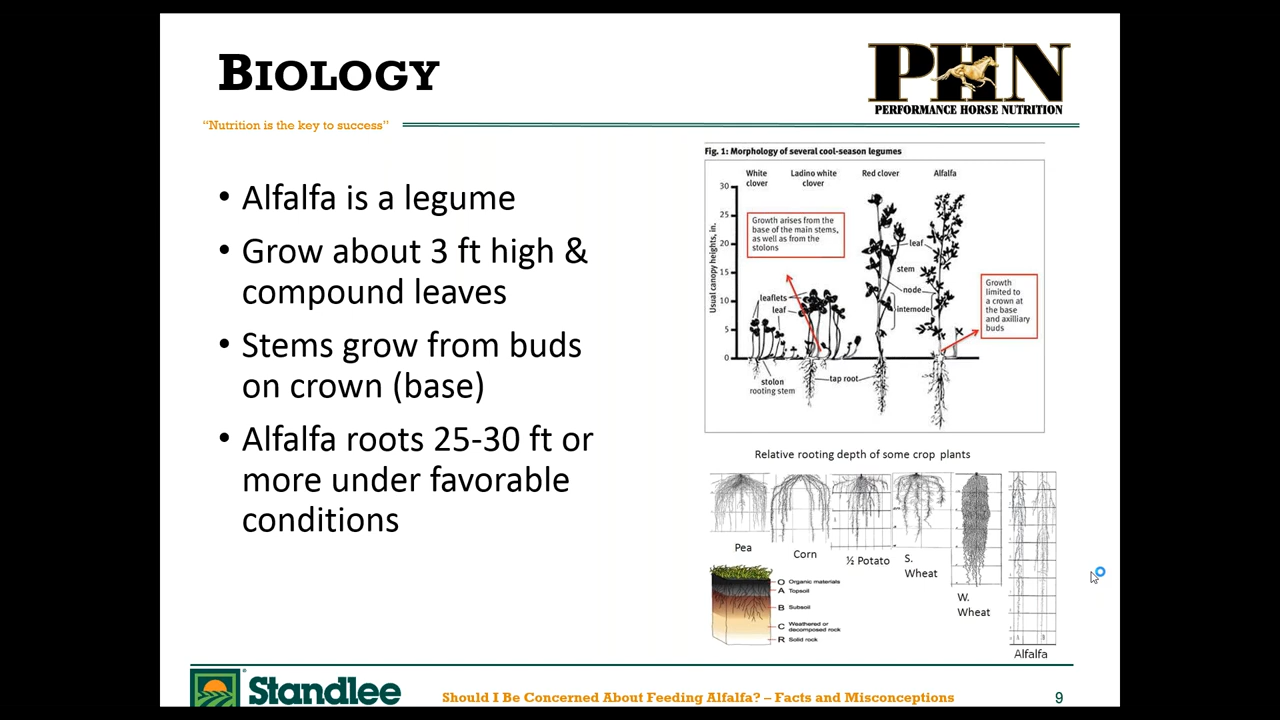 BIOLOGY
PHN
PERFORMANCE HORSE NUTRITION
“Nutrition is the key to success”
• Alfalfa is a legume
• Grow about 3 ft high &
compound leaves
• Stems grow from buds
on crown (base)
• Alfalfa roots 25-30 ft or
more under favorable
conditions
Fig. 1: Morphology of several cool-season legumes
White
clover
Ladino white
clover
Red clover
Alfalfa
Usual canopy heights, in.
30
25
20
15
10
5
0
Growth arises from the
base of the main stems,
as well as from the
stolons
leaflets
leaf
leaf
stem
node
internode
Growth
limited to
a crown at
the base
and axilliary
buds
stolon
rooting stem
tap root
Relative rooting depth of some crop plants
Pea
Corn
½ Potato
S.
Wheat
W.
Wheat
Alfalfa
O Organic materials
A Topsoil
B Subsoil
C Weathered or
decomposed rock
R Solid rock
Standlee
Should I Be Concerned About Feeding Alfalfa? – Facts and Misconceptions
9